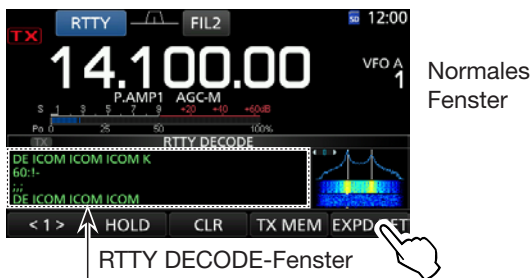 RTTY FIL2 12:00
TX
14.100.00 VFO A
1
Normales
Fenster
P.AMP1 AGC-M
S 1 3 5 7 9 +20 +40 +60dB
Po 0 25 50 100%
TX RTTY DECODE
DE ICOM ICOM ICOM K
60:!-
;;
DE ICOM ICOM ICOM
<1> HOLD CLR TX MEM EXPD
RTTY DECODE-Fenster